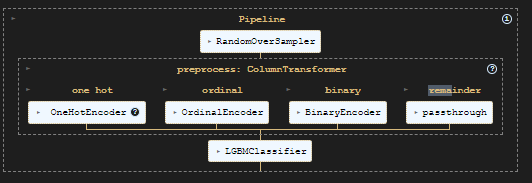 Pipeline
RandomOverSampler
preprocess: ColumnTransformer
one hot ordinal binary remainder
OneHotEncoder OrdinalEncoder BinaryEncoder passthrough
LGBMClassifier